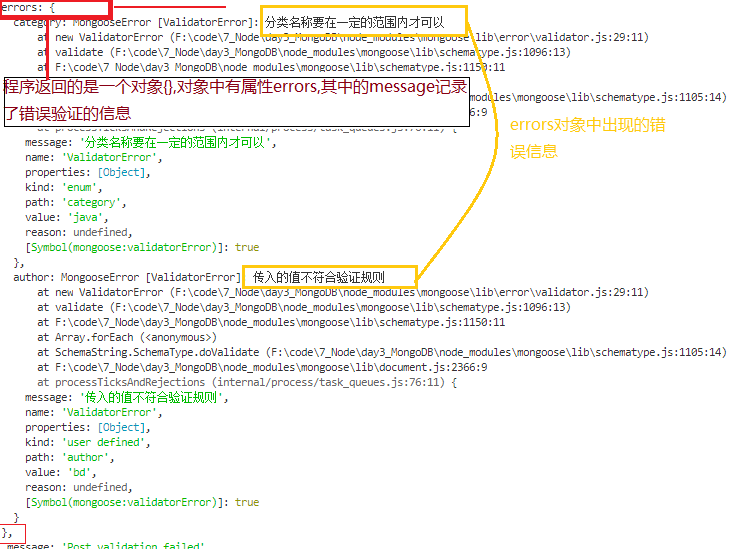 errors: {
category: MongooseError [ValidatorError]: 分类名称要在一定的范围内才可以
at new ValidatorError (F:\code\7_Node\day3_MongoDB\node_modules\mongoose\lib\error\validator.js:29:11)
at validate (F:\code\7_Node\day3_MongoDB\node_modules\mongoose\lib\schematype.js:1096:13)
at F:\code\7_Node\day3_MongoDB\node_modules\mongoose\lib\schematype.js:1150:11
程序返回的是一个对象{},对象中有属性errors,其中的message记录
_modules\mongoose\lib\schematype.js:1105:14)
6:9
了错误验证的信息
errors对象中出现的错
误信息
at processTicksAndRejections (internal/process/task_queues.js:76:11) {
message: '分类名称要在一定的范围内才可以',
name: 'ValidatorError',
properties: [Object],
kind: 'enum',
path: 'category',
value: 'java',
reason: undefined,
[Symbol(mongoose:validatorError)]: true
},
author: MongooseError [ValidatorError] 传入的值不符合验证规则
at new ValidatorError (F:\code\7_Node\day3_MongoDB\node_modules\mongoose\lib\error\validator.js:29:11)
at validate (F:\code\7_Node\day3_MongoDB\node_modules\mongoose\lib\schematype.js:1096:13)
at F:\code\7_Node\day3_MongoDB\node_modules\mongoose\lib\schematype.js:1150:11
at Array.forEach (<anonymous>)
at SchemaString.SchemaType.doValidate (F:\code\7_Node\day3_MongoDB\node_modules\mongoose\lib\schematype.js:1105:14)
at F:\code\7_Node\day3_MongoDB\node_modules\mongoose\lib\document.js:2366:9
at processTicksAndRejections (internal/process/task_queues.js:76:11) {
message: '传入的值不符合验证规则',
name: 'ValidatorError',
properties: [Object],
kind: 'user defined',
path: 'author',
value: 'bd',
reason: undefined,
[Symbol(mongoose:validatorError)]: true
}
},
message: 'Post validation failed'